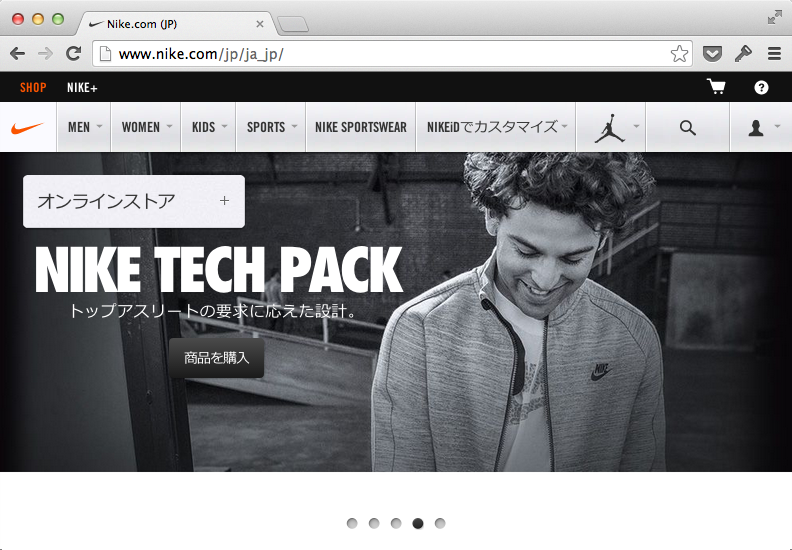 Nike.com (JP)
www.nike.com/jp/ja_jp/
SHOP NIKE+
MEN WOMEN KIDS SPORTS NIKE SPORTSWEAR NIKEiDでカスタマイズ
オンラインストア +
NIKE TECH PACK
トップアスリートの要求に応えた設計。
商品を購入
NIKE